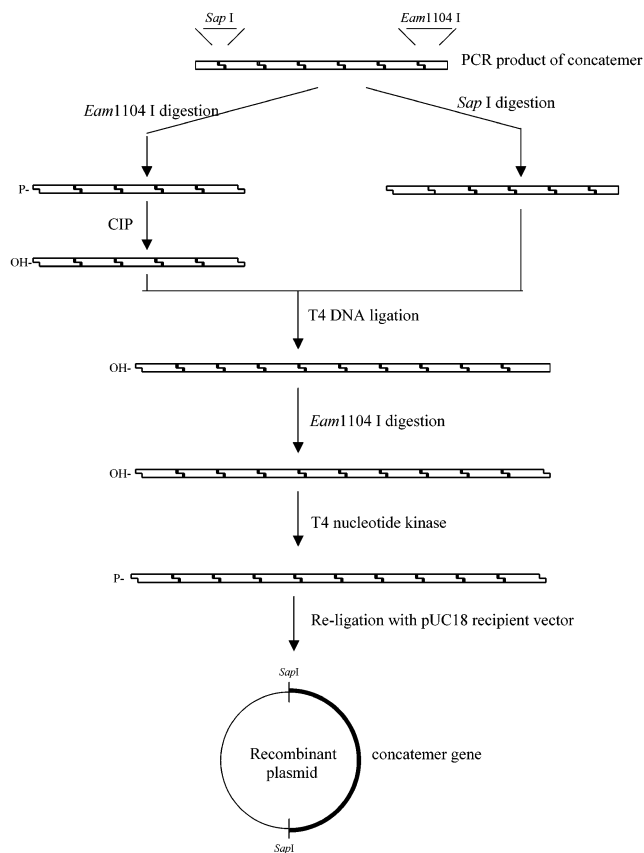 Sap I
Eam1104 I
PCR product of concatemer
Eam1104 I digestion
Sap I digestion
P-
CIP
OH-
T4 DNA ligation
OH-
Eam1104 I digestion
OH-
T4 nucleotide kinase
P-
Re-ligation with pUC18 recipient vector
SapI
Recombinant
plasmid
concatemer gene
SapI